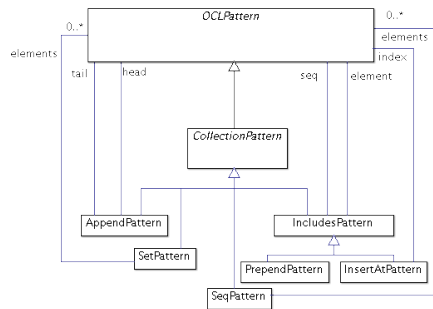 OCLPattern
0..*
0..*
elements
elements
index
tail
head
seq
element
CollectionPattern
AppendPattern
IncludesPattern
SetPattern
PrependPattern
InsertAtPattern
SeqPattern